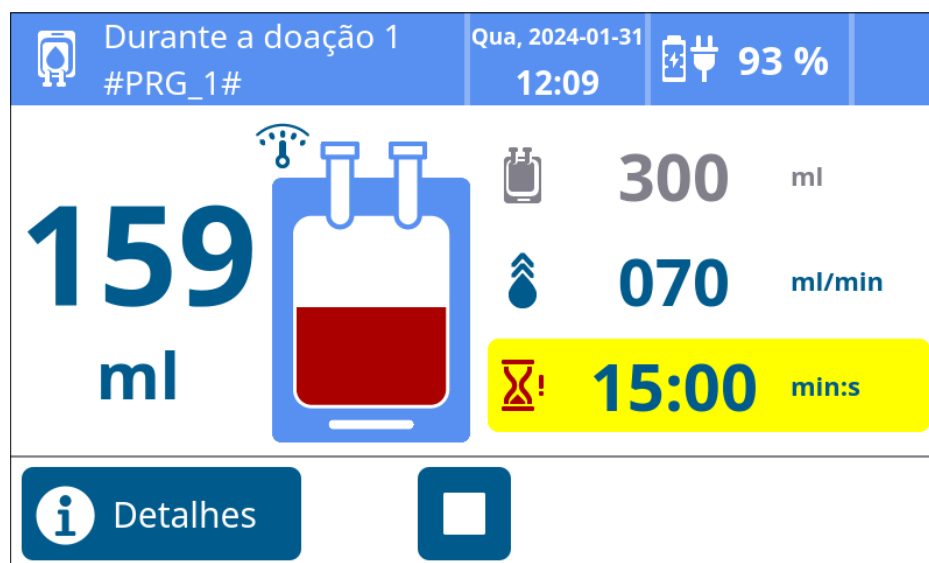 Durante a doação 1
#PRG_1#
Qua, 2024-01-31
12:09
93 %
159
ml
300 ml
070 ml/min
15:00 min:s
Detalhes